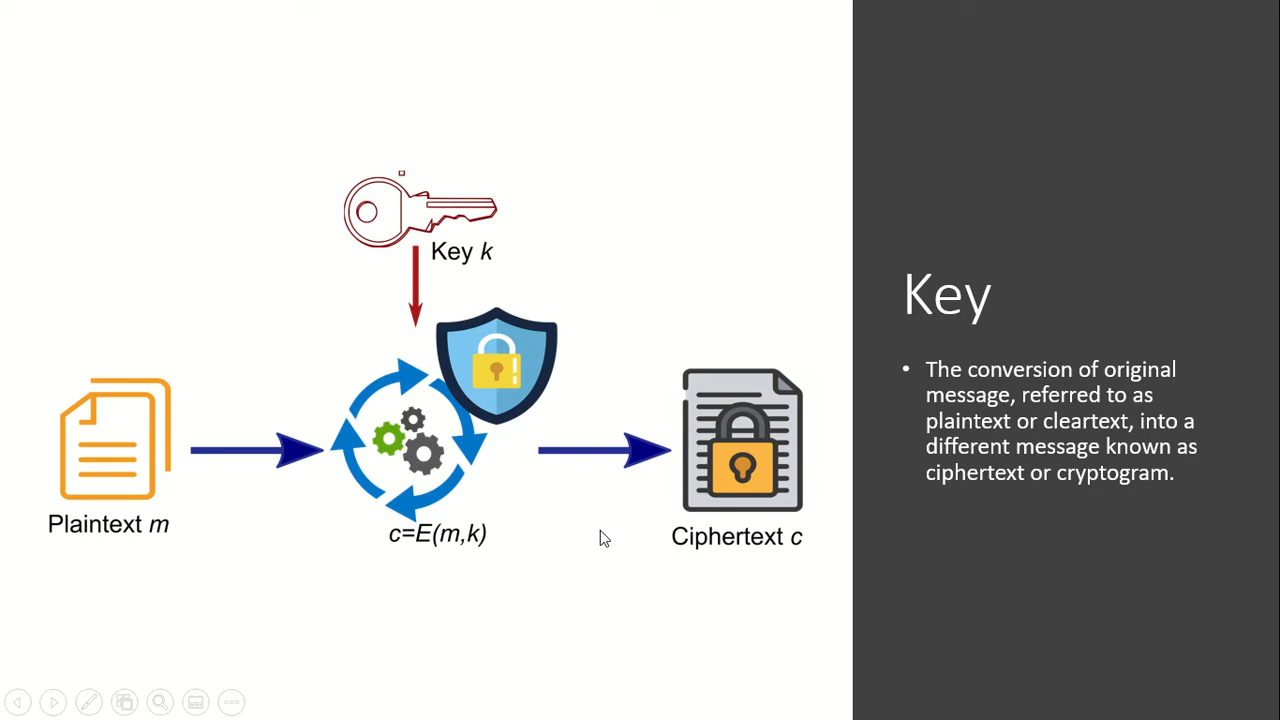 Key k
Plaintext m
c=E(m,k)
Ciphertext c
Key
• The conversion of original
message, referred to as
plaintext or cleartext, into a
different message known as
ciphertext or cryptogram.